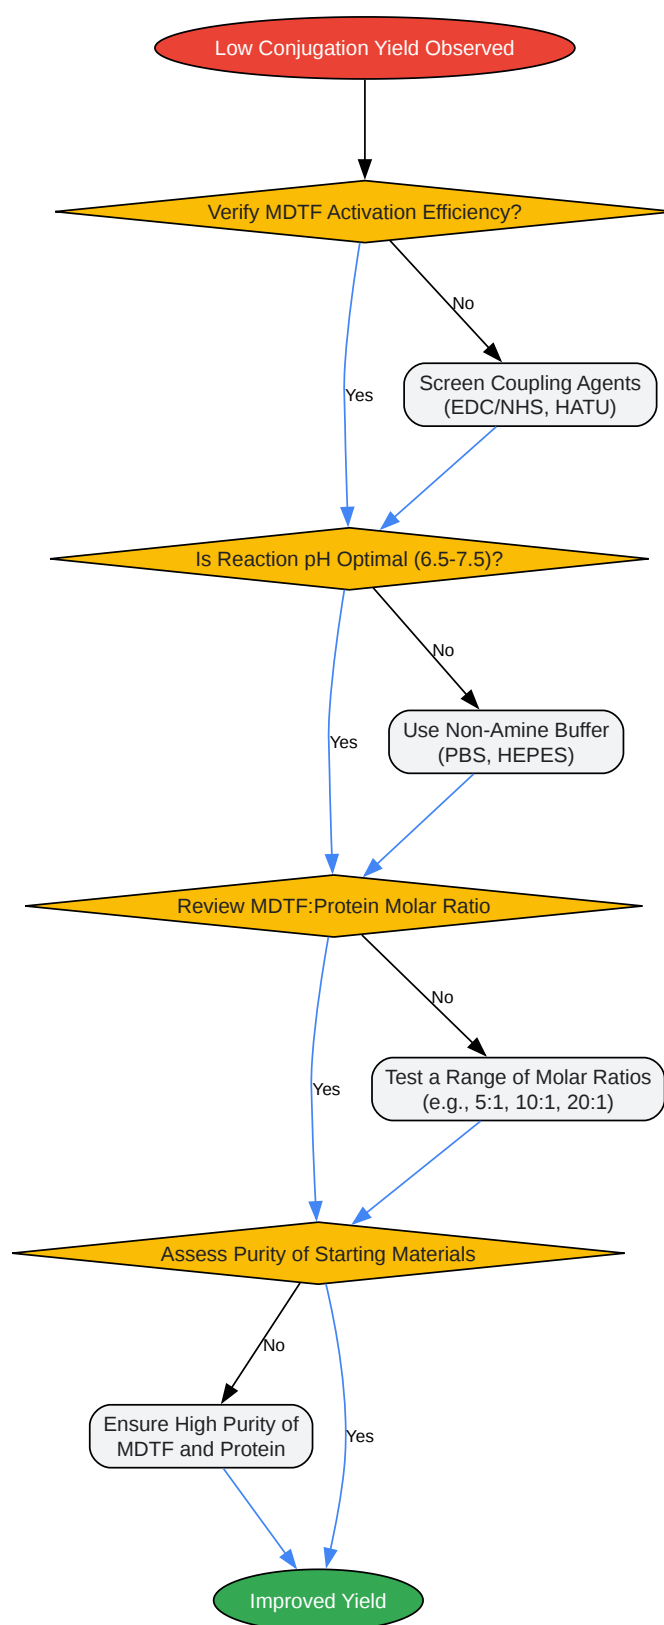 Low Conjugation Yield Observed
Verify MDTF Activation Efficiency?
No
Screen Coupling Agents
(EDC/NHS, HATU)
Yes
Is Reaction pH Optimal (6.5-7.5)?
No
Use Non-Amine Buffer
(PBS, HEPES)
Yes
Review MDTF:Protein Molar Ratio
No
Test a Range of Molar Ratios
(e.g., 5:1, 10:1, 20:1)
Yes
Assess Purity of Starting Materials
No
Ensure High Purity of
MDTF and Protein
Yes
Improved Yield